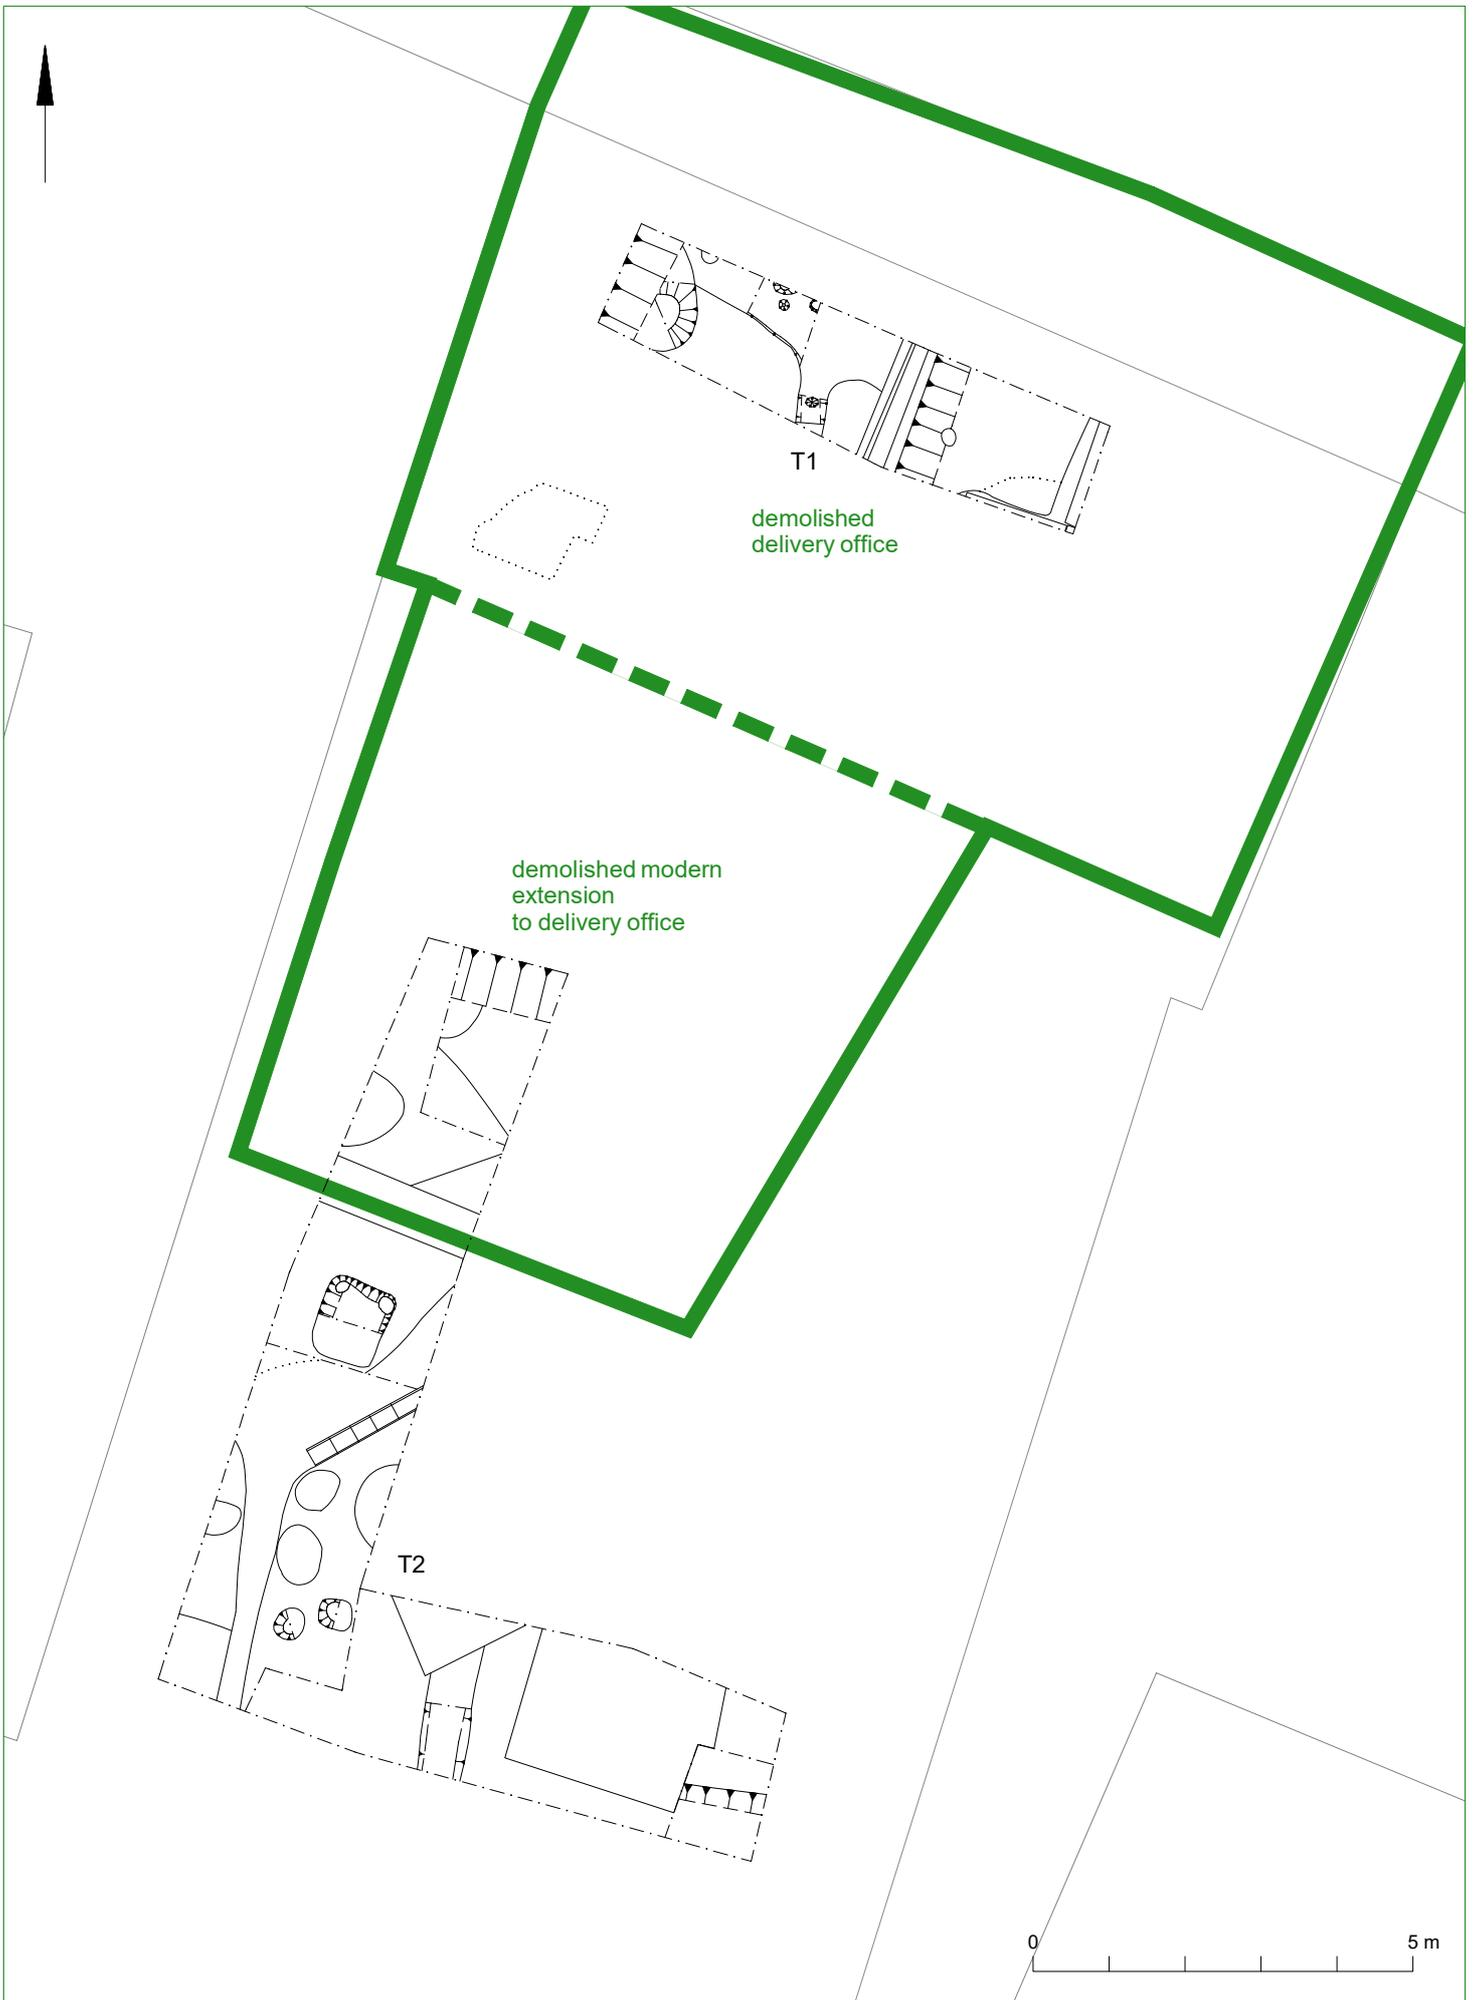 T1
demolished
delivery office
demolished modern
extension
to delivery office
T2
0 5 m